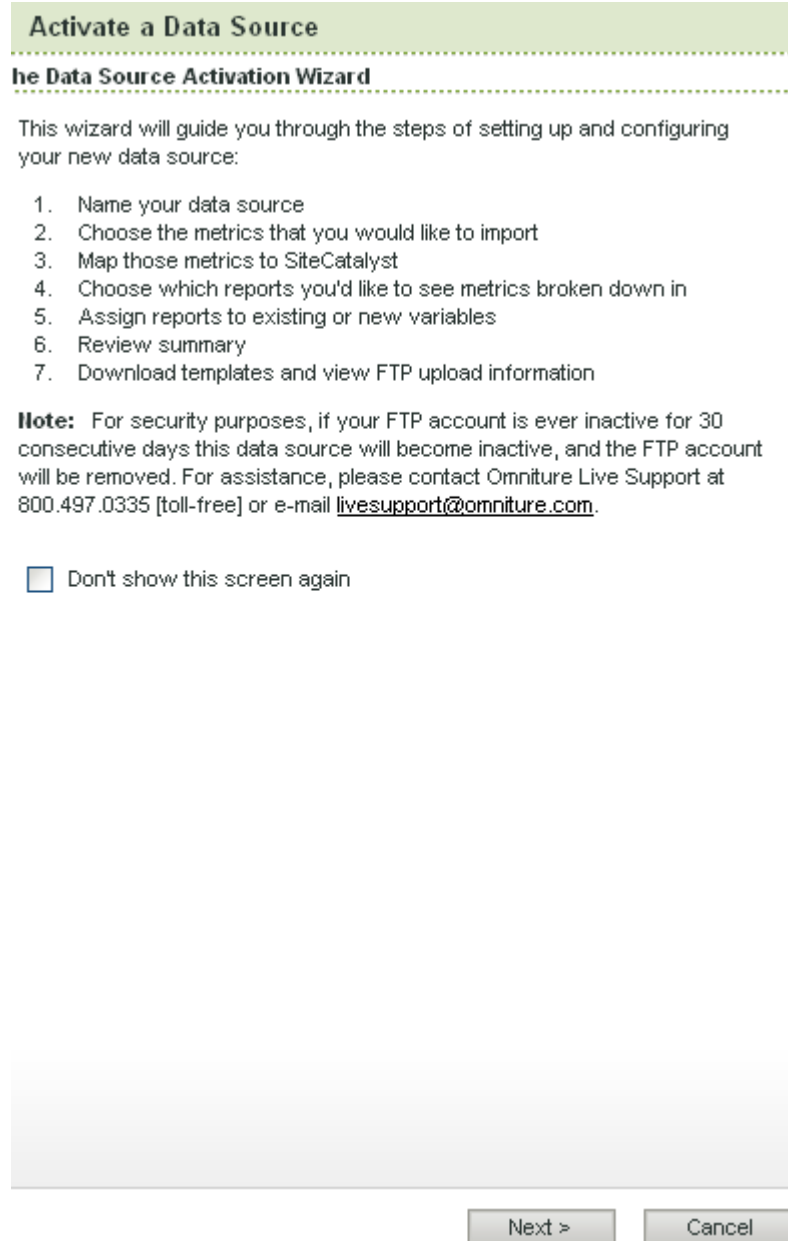 Activate a Data Source
he Data Source Activation Wizard
This wizard will guide you through the steps of setting up and configuring
your new data source:
1. Name your data source
2. Choose the metrics that you would like to import
3. Map those metrics to SiteCatalyst
4. Choose which reports you'd like to see metrics broken down in
5. Assign reports to existing or new variables
6. Review summary
7. Download templates and view FTP upload information
Note: For security purposes, if your FTP account is ever inactive for 30
consecutive days this data source will become inactive, and the FTP account
will be removed. For assistance, please contact Omniture Live Support at
800.497.0335 [toll-free] or e-mail livesupport@omniture.com.
Don't show this screen again
Next >
Cancel